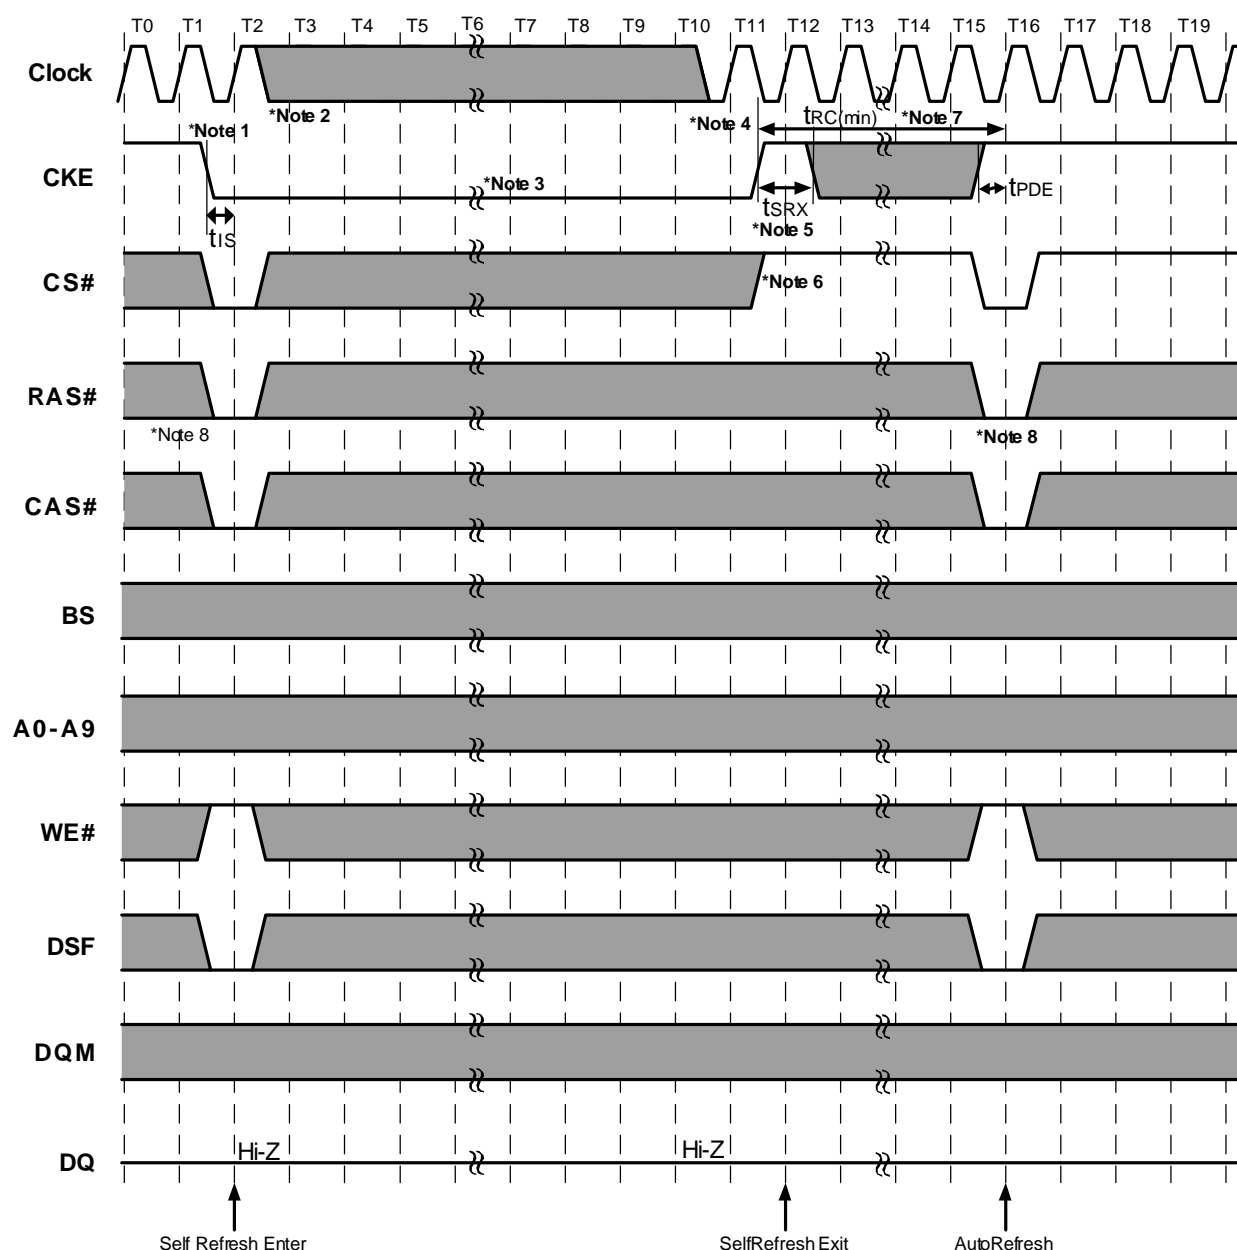 T0 T1 T2 T3 T4 T5 T6 T7 T8 T9 T10 T11 T12 T13 T14 T15 T16 T17 T18 T19
Clock
*Note 1
*Note 2
*Note 4
tRC(min)
*Note 7
CKE
*Note 3
tIS
tSRX
tPDE
*Note 5
CS#
*Note 6
RAS#
*Note 8
*Note 8
CAS#
BS
A0-A9
WE#
DSF
DQM
DQ
Hi-Z
Hi-Z
Self Refresh Enter
SelfRefresh Exit
AutoRefresh